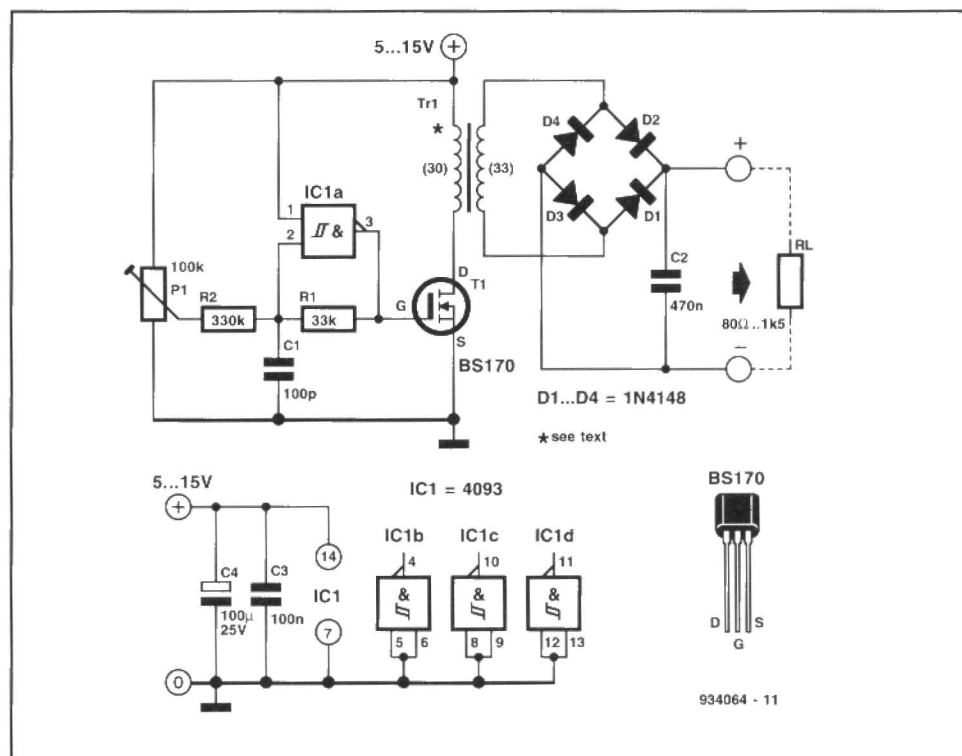 5...15V
+
Tr1
*
(30)
(33)
D4
D2
D3
D1
+
IC1a
1
2
3
&
100k
P1
R2
330k
R1
33k
C1
100p
G
D
T1
S
BS170
C2
470n
RL
80Ω..1k5
−
D1...D4 = 1N4148
* see text
5...15V
+
IC1 = 4093
BS170
C4
100µ
25V
C3
100n
14
IC1
7
0
IC1b
4
&
5
6
IC1c
10
&
8
9
IC1d
11
&
12
13
D
G
S
934064 - 11